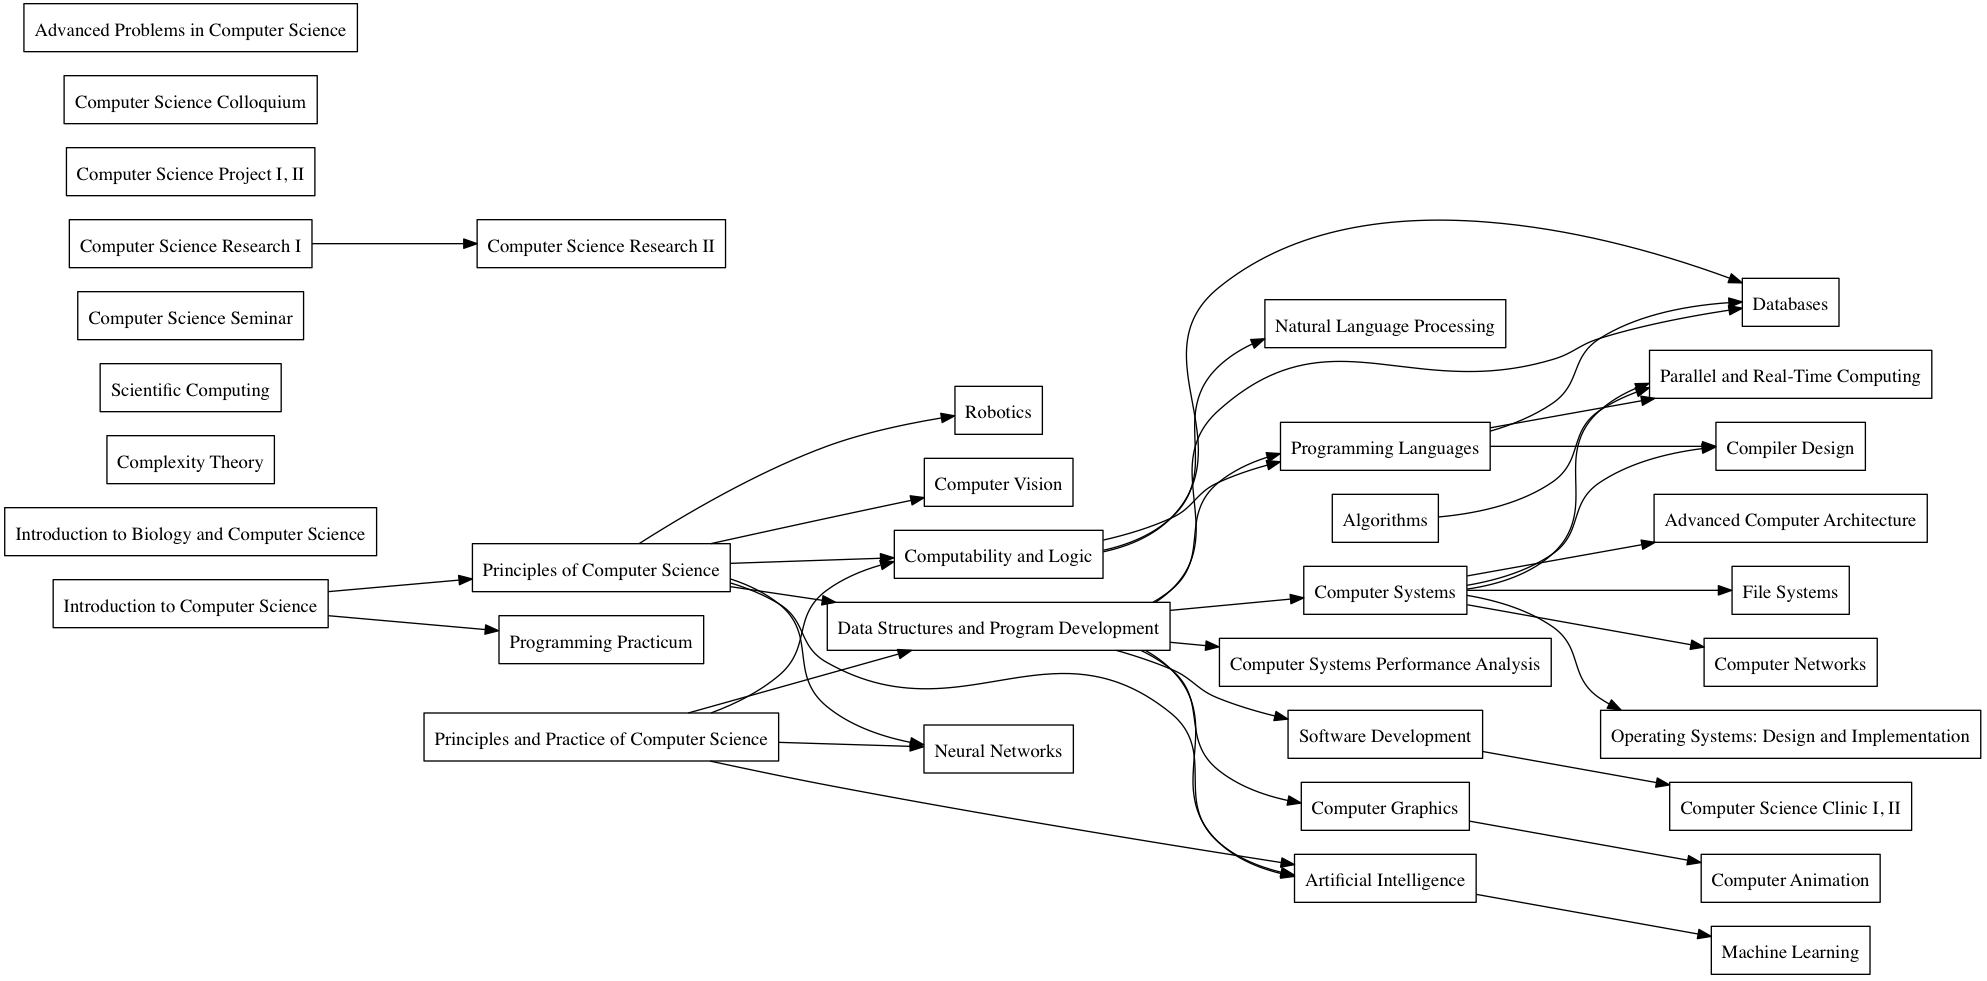 Advanced Problems in Computer Science
Computer Science Colloquium
Computer Science Project I, II
Computer Science Research I
Computer Science Research II
Computer Science Seminar
Scientific Computing
Complexity Theory
Introduction to Biology and Computer Science
Introduction to Computer Science
Principles of Computer Science
Programming Practicum
Principles and Practice of Computer Science
Robotics
Computer Vision
Computability and Logic
Data Structures and Program Development
Neural Networks
Natural Language Processing
Programming Languages
Algorithms
Computer Systems
Computer Systems Performance Analysis
Software Development
Computer Graphics
Artificial Intelligence
Databases
Parallel and Real-Time Computing
Compiler Design
Advanced Computer Architecture
File Systems
Computer Networks
Operating Systems: Design and Implementation
Computer Science Clinic I, II
Computer Animation
Machine Learning